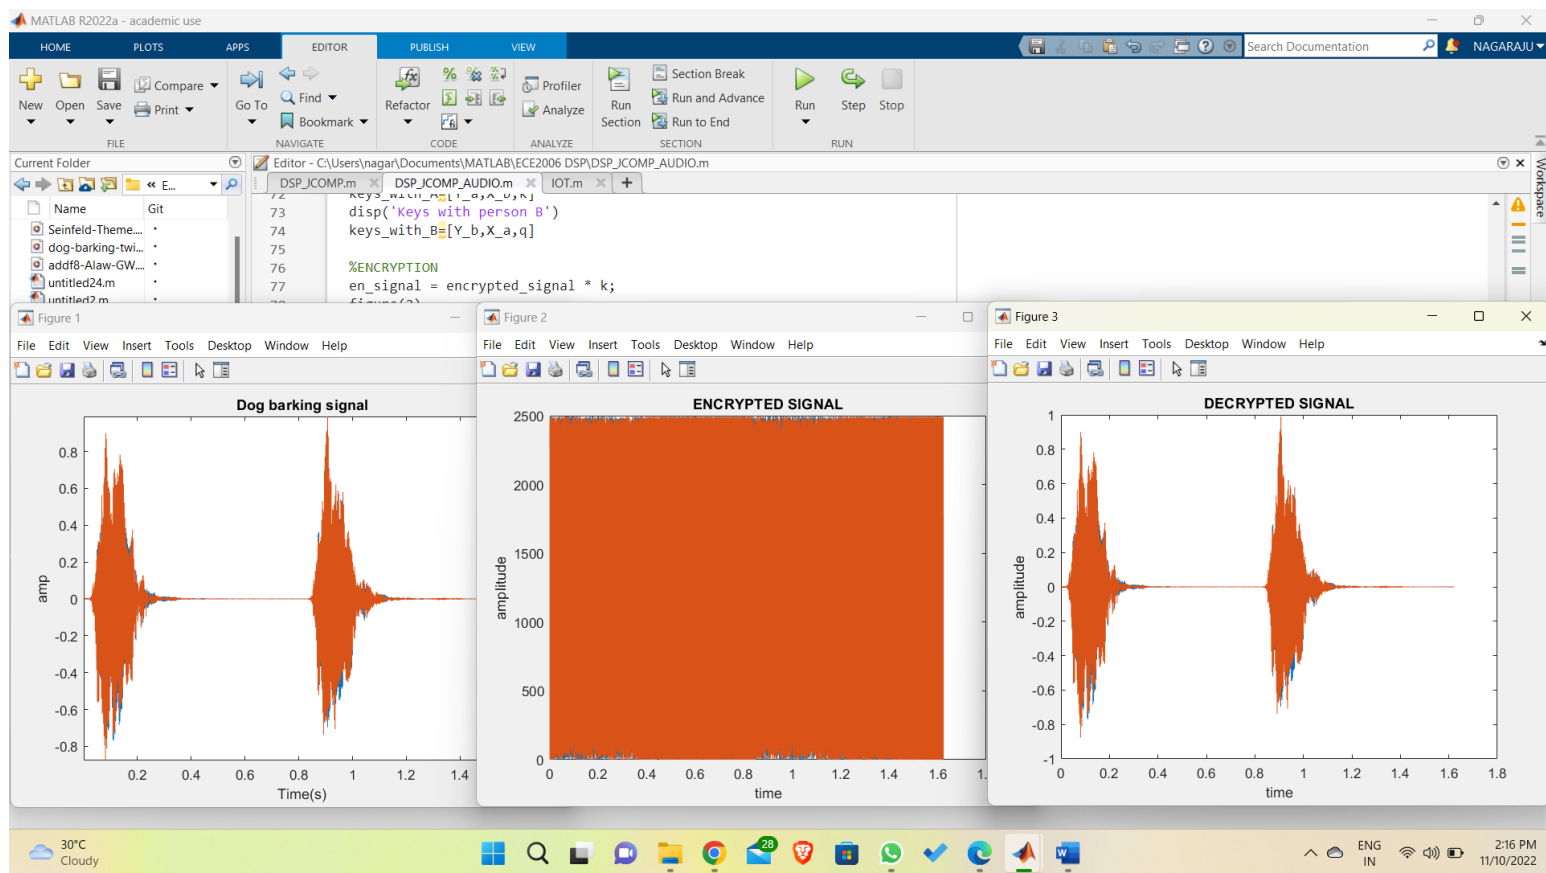 MATLAB R2022a - academic use
HOME PLOTS APPS EDITOR PUBLISH VIEW
Search Documentation
NAGARAJU
New Open Save
Compare
Print
FILE
Go To
Find
Bookmark
NAVIGATE
Refactor
CODE
Profiler
Analyze
ANALYZE
Run Section
Section Break
Run and Advance
Run to End
SECTION
Run Step Stop
RUN
Current Folder
« E...
Name Git
Seinfeld-Theme....
dog-barking-twi...
addf8-Alaw-GW....
untitled24.m
untitled2.m
Editor - C:\Users\nagar\Documents\MATLAB\ECE2006 DSP\DSP_JCOMP_AUDIO.m
DSP_JCOMP.m DSP_JCOMP_AUDIO.m IOT.m
72 keys_with_A=[Y_a,X_b,k]
73 disp('Keys with person B')
74 keys_with_B=[Y_b,X_a,q]
75
76 %ENCRYPTION
77 en_signal = encrypted_signal * k;
Workspace
Figure 1
File Edit View Insert Tools Desktop Window Help
Dog barking signal
amp
0.8
0.6
0.4
0.2
0
-0.2
-0.4
-0.6
-0.8
0.2 0.4 0.6 0.8 1 1.2 1.4
Time(s)
Figure 2
File Edit View Insert Tools Desktop Window Help
ENCRYPTED SIGNAL
amplitude
2500
2000
1500
1000
500
0
0 0.2 0.4 0.6 0.8 1 1.2 1.4 1.6 1.
time
Figure 3
File Edit View Insert Tools Desktop Window Help
DECRYPTED SIGNAL
amplitude
1
0.8
0.6
0.4
0.2
0
-0.2
-0.4
-0.6
-0.8
-1
0 0.2 0.4 0.6 0.8 1 1.2 1.4 1.6 1.8
time
30°C
Cloudy
28
ENG
IN
2:16 PM
11/10/2022